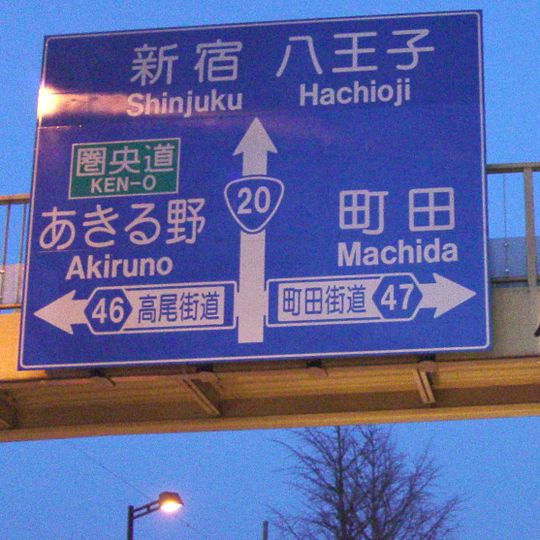 新宿 八王子
Shinjuku Hachioji
圏央道
KEN-O
20
あきる野 町田
Akiruno Machida
46 高尾街道 町田街道 47